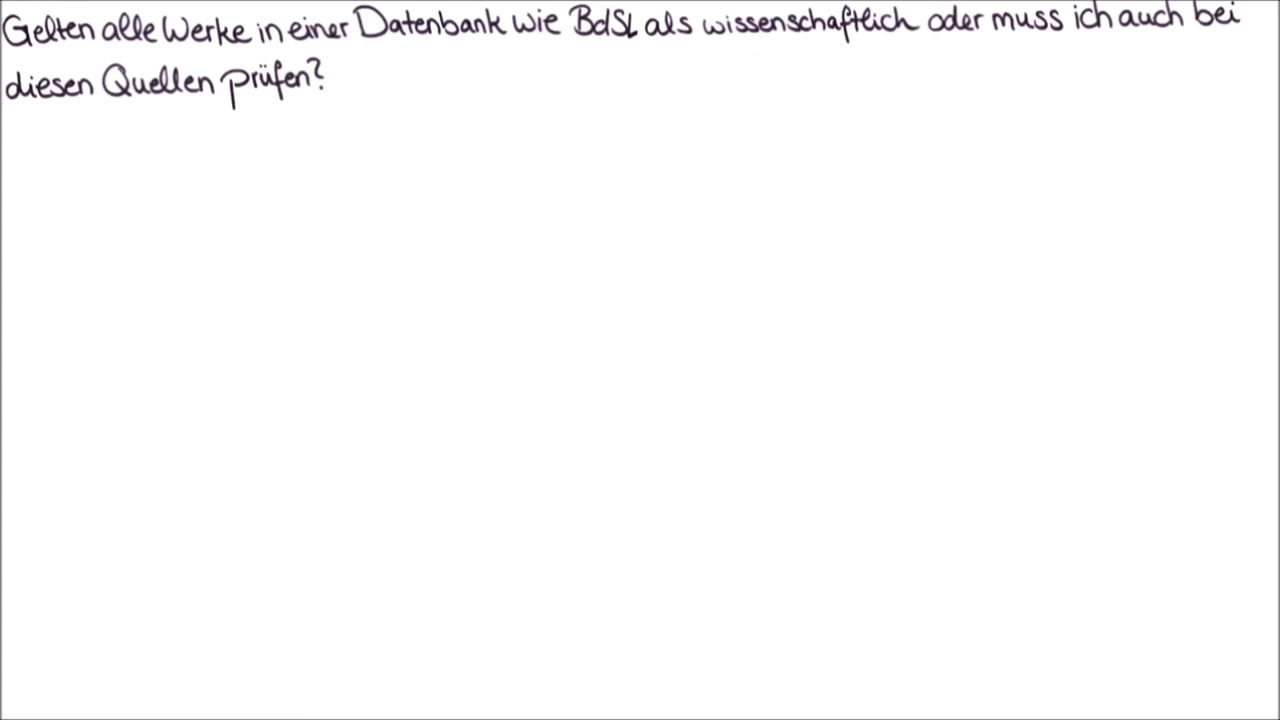 Gelten alle Werke in einer Datenbank wie BdSL als wissenschaftlich oder muss ich auch bei
diesen Quellen prüfen?